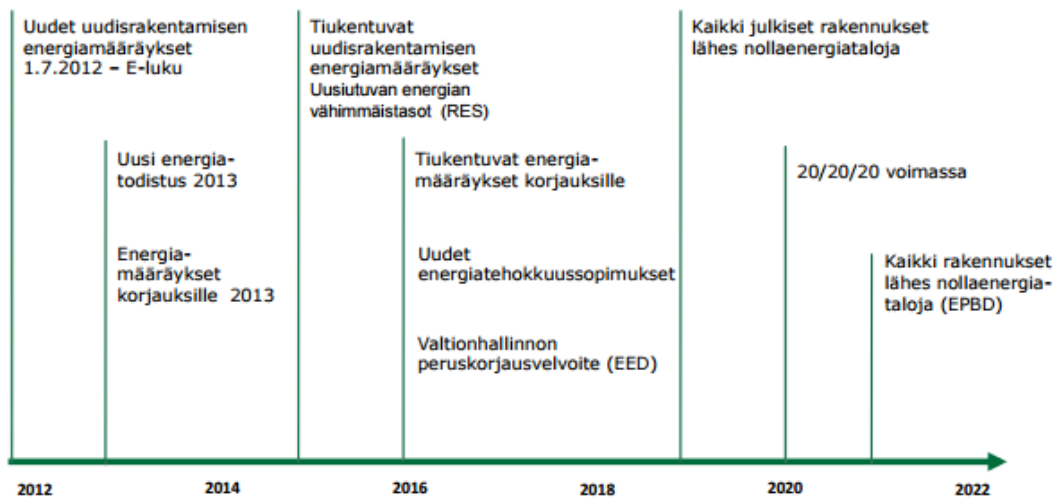 Uudet uudisrakentamisen
energiamääräykset
1.7.2012 – E-luku
Uusi energia-
todistus 2013
Energia-
määräykset
korjauksille 2013
Tiukentuvat
uudisrakentamisen
energiamääräykset
Uusiutuvan energian
vähimmäistasot (RES)
Tiukentuvat energia-
määräykset korjauksille
Uudet
energiatehokkuussopimukset
Valtionhallinnon
peruskorjausvelvoite (EED)
Kaikki julkiset rakennukset
lähes nollaenergiataloja
20/20/20 voimassa
Kaikki rakennukset
lähes nollaenergia-
taloja (EPBD)
2012 2014 2016 2018 2020 2022